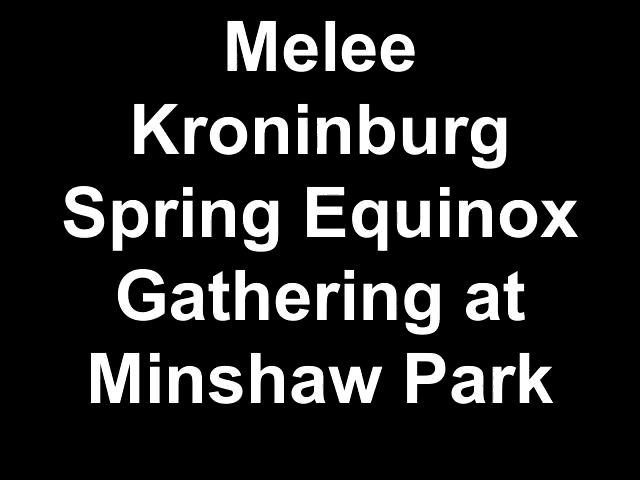 Melee
Kroninburg
Spring Equinox
Gathering at
Minshaw Park